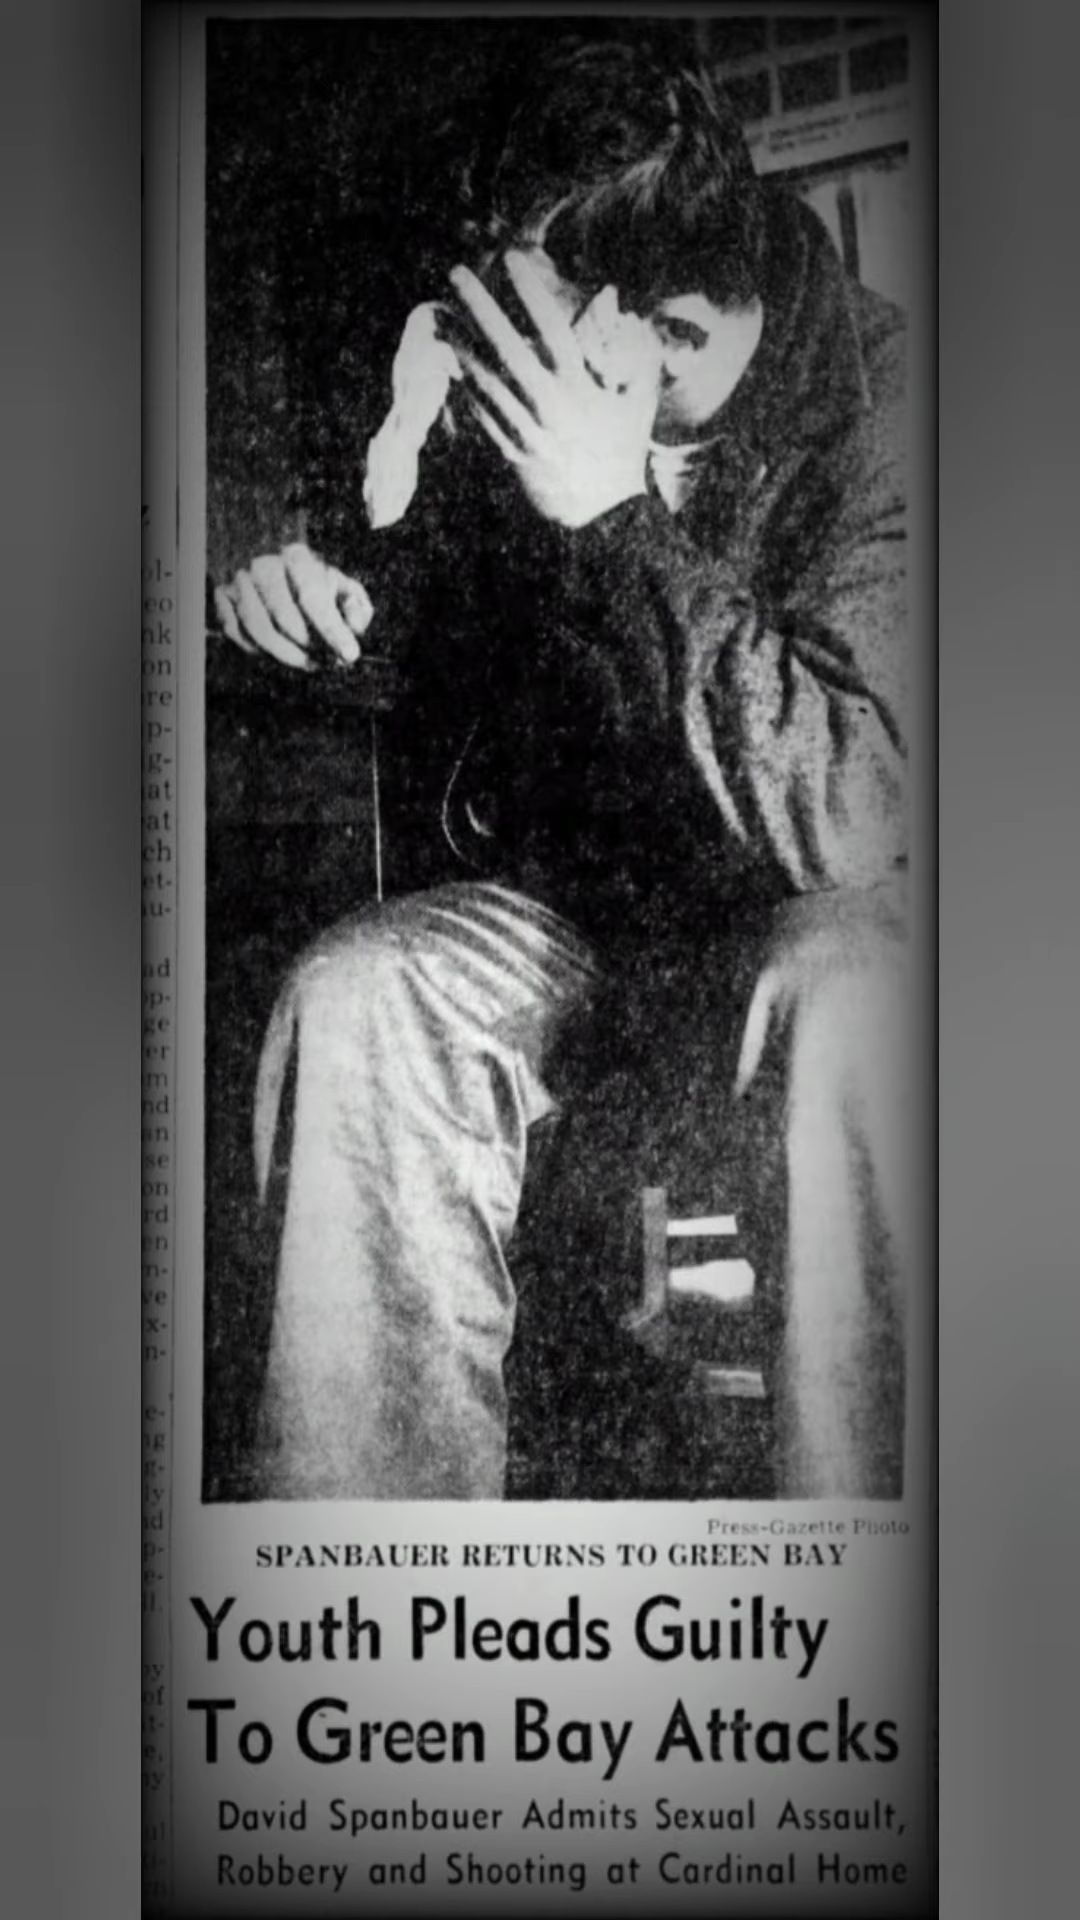 Press-Gazette Photo
SPANBAUER RETURNS TO GREEN BAY
Youth Pleads Guilty
To Green Bay Attacks
David Spanbauer Admits Sexual Assault,
Robbery and Shooting at Cardinal Home